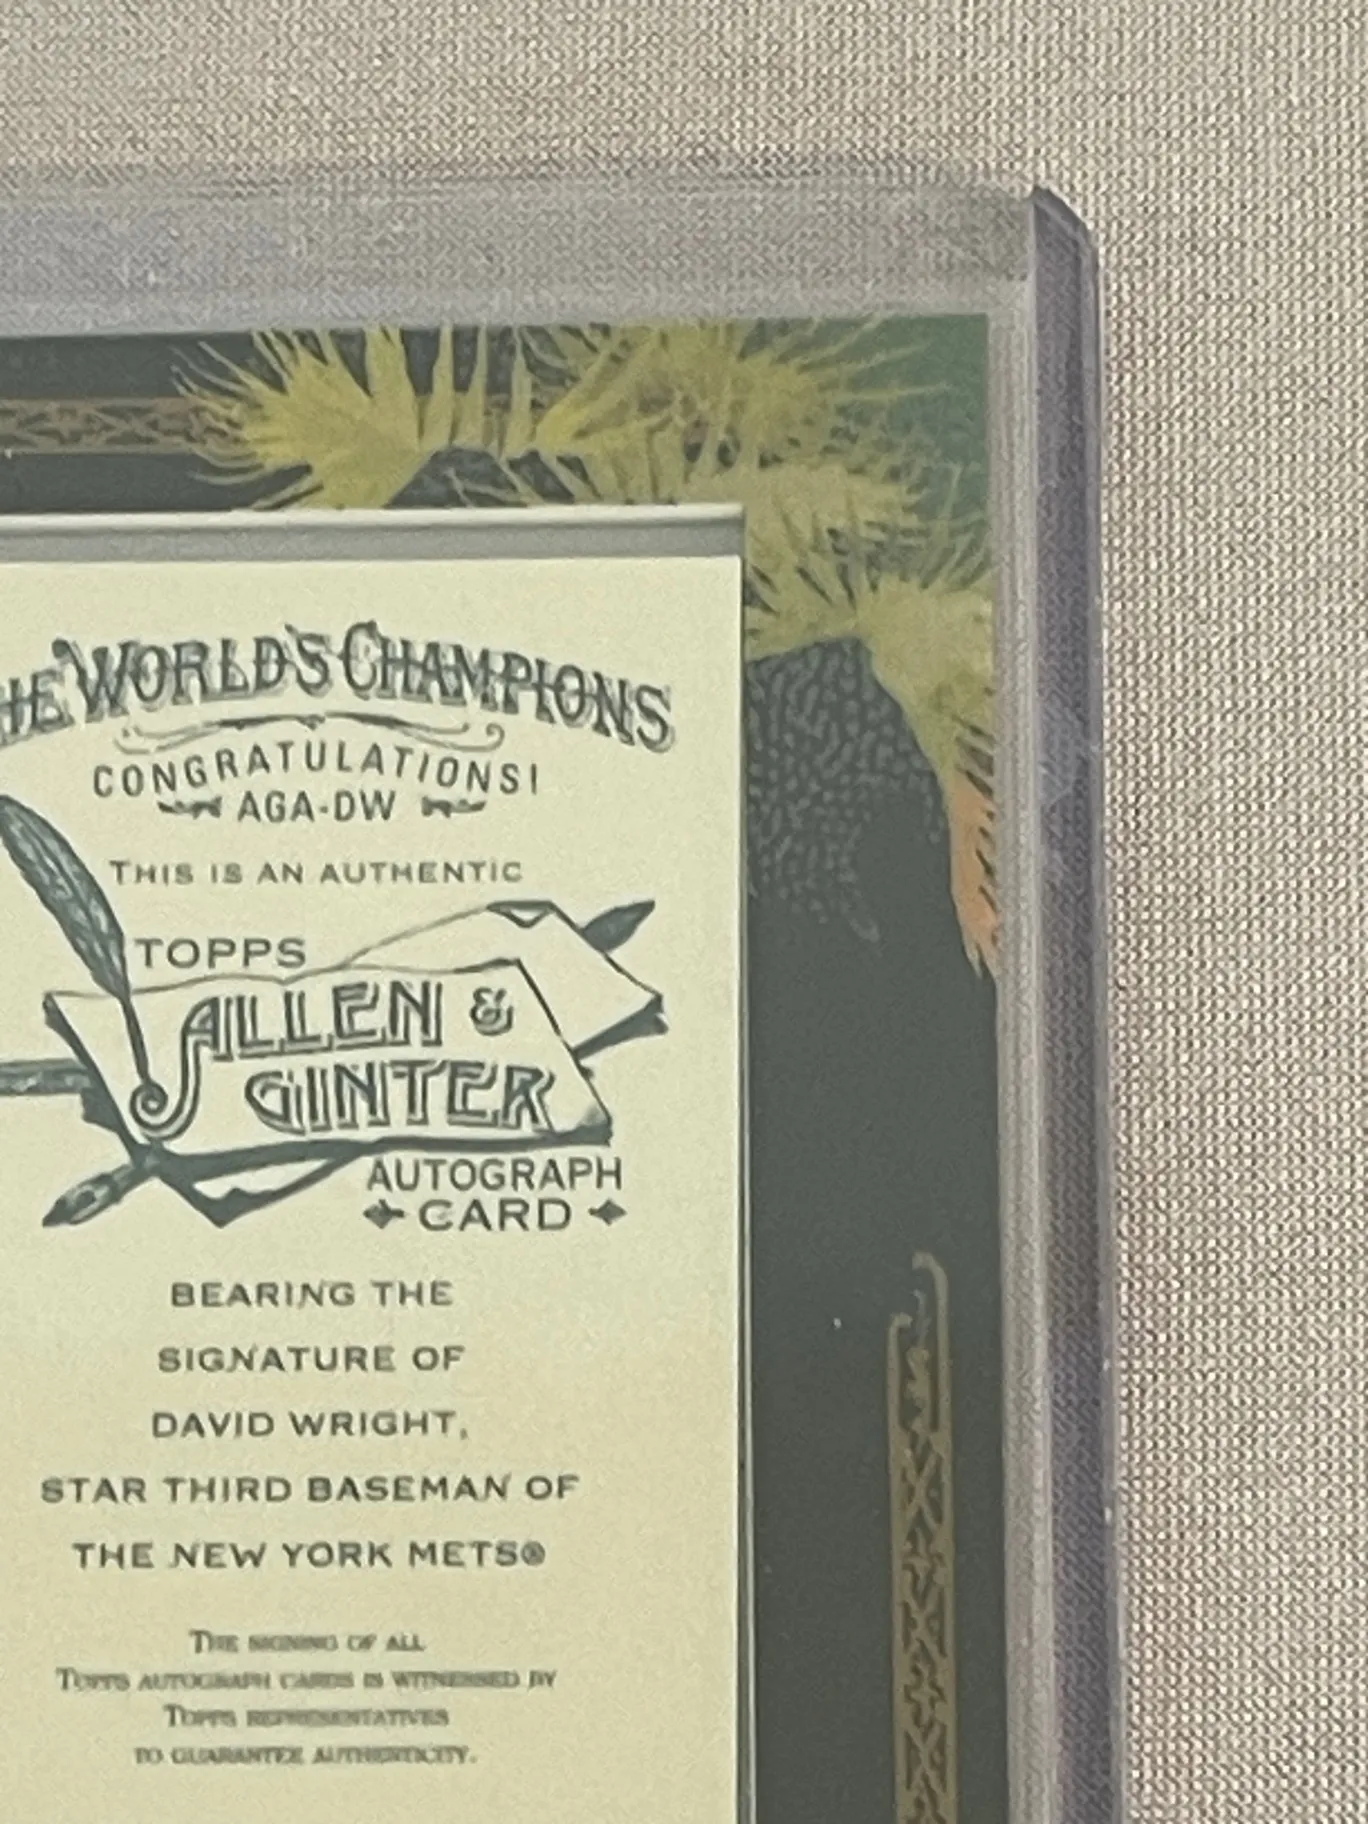 HE WORLD'S CHAMPIONS
CONGRATULATIONS!
AGA-DW
THIS IS AN AUTHENTIC
TOPPS
ALLEN &
GINTER
AUTOGRAPH
CARD
BEARING THE
SIGNATURE OF
DAVID WRIGHT,
STAR THIRD BASEMAN OF
THE NEW YORK METS®
THE SIGNING OF ALL
TOPPS AUTOGRAPH CARDS IS WITNESSED BY
TOPPS REPRESENTATIVES
TO GUARANTEE AUTHENTICITY.